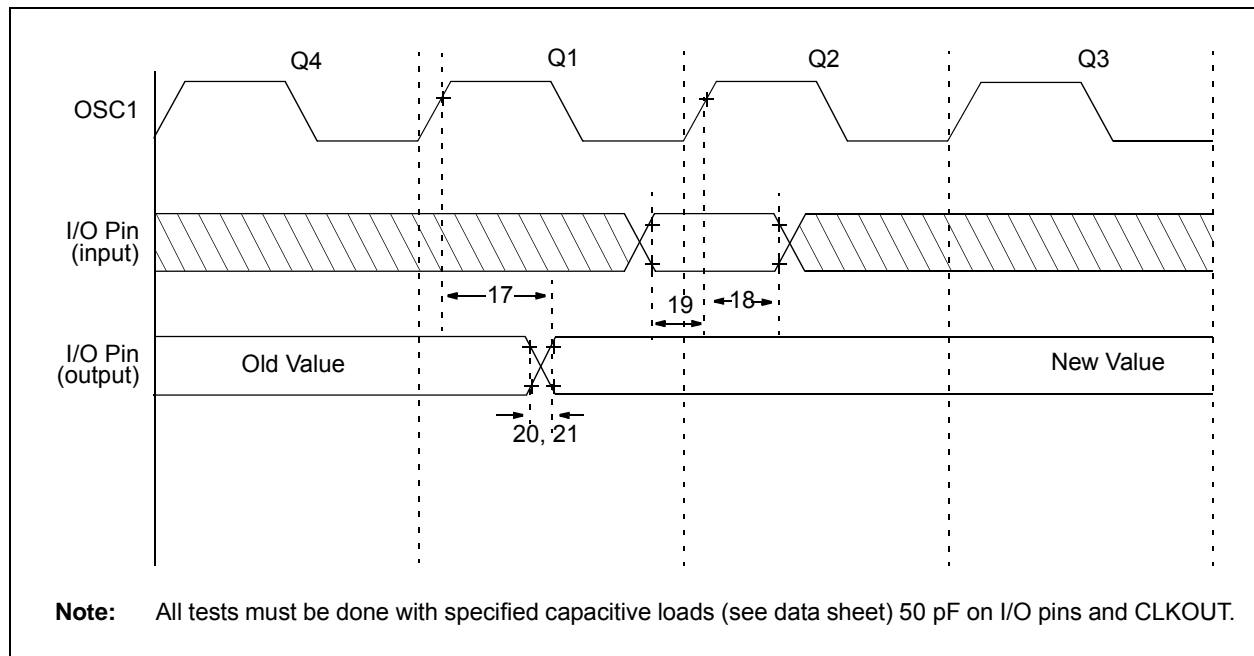 Q4 Q1 Q2 Q3
OSC1
I/O Pin
(input)
17
19
18
I/O Pin
(output)
Old Value
New Value
20, 21
Note: All tests must be done with specified capacitive loads (see data sheet) 50 pF on I/O pins and CLKOUT.